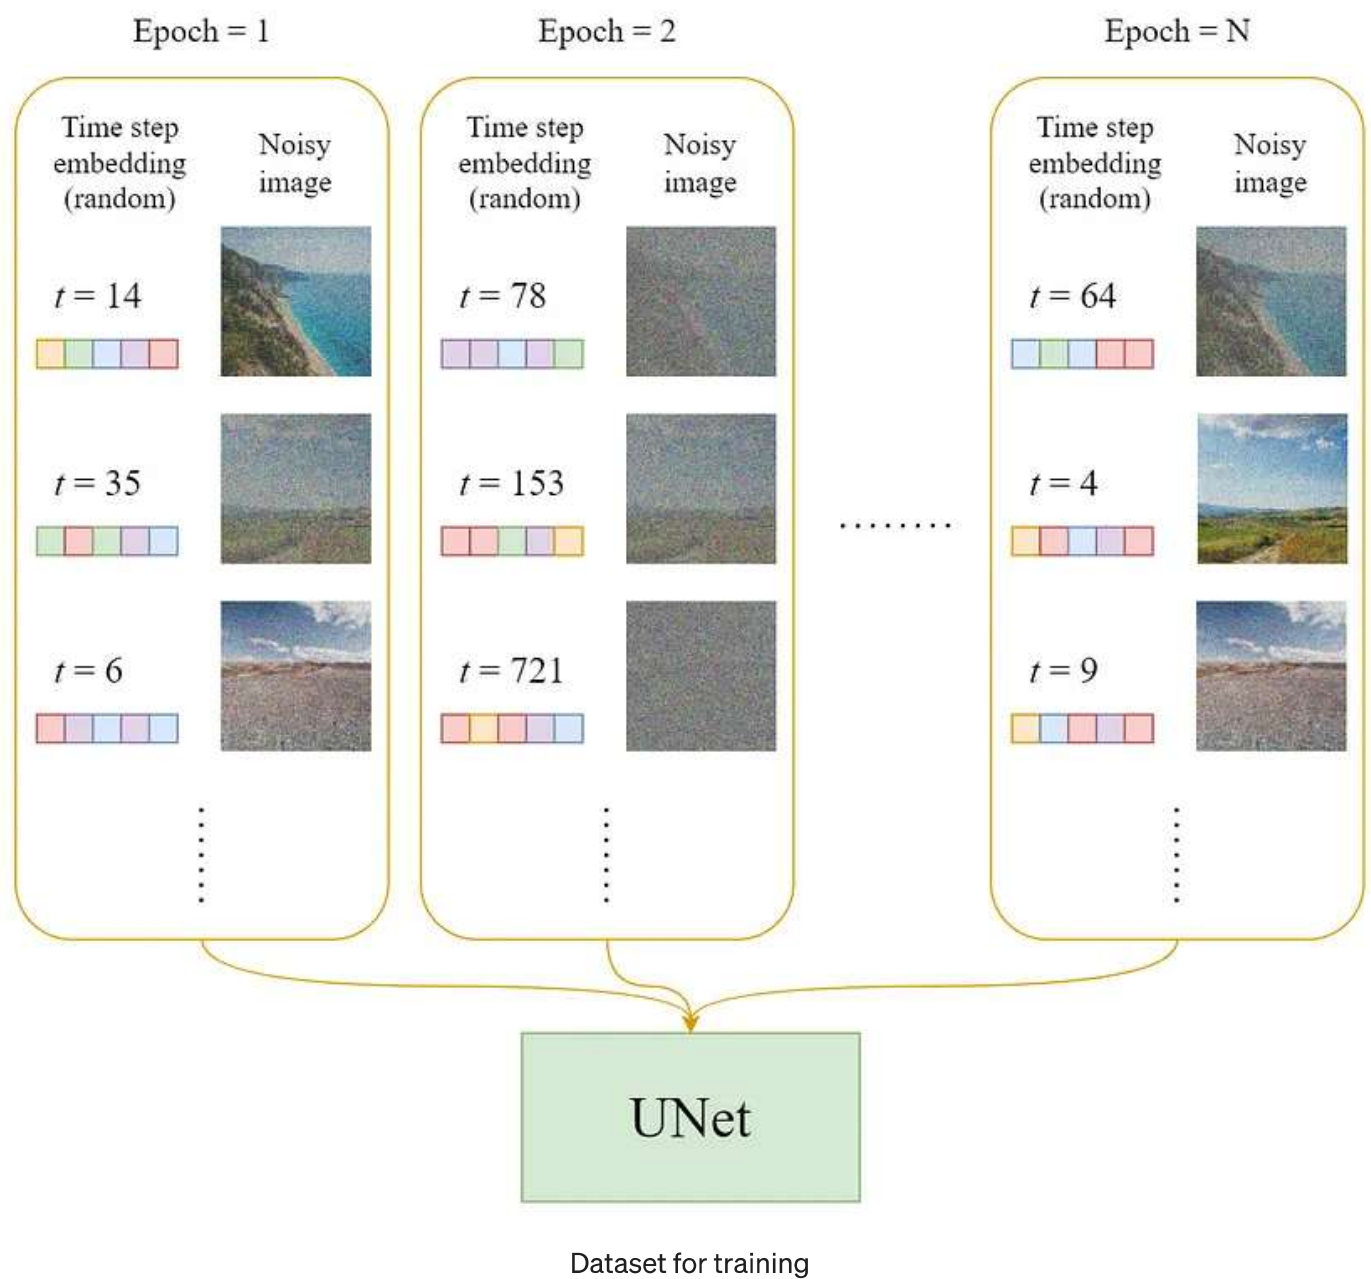 Epoch = 1
Epoch = 2
Epoch = N
Time step
embedding
(random)
Noisy
image
t = 14
t = 35
t = 6
Time step
embedding
(random)
Noisy
image
t = 78
t = 153
t = 721
........
Time step
embedding
(random)
Noisy
image
t = 64
t = 4
t = 9
UNet
Dataset for training